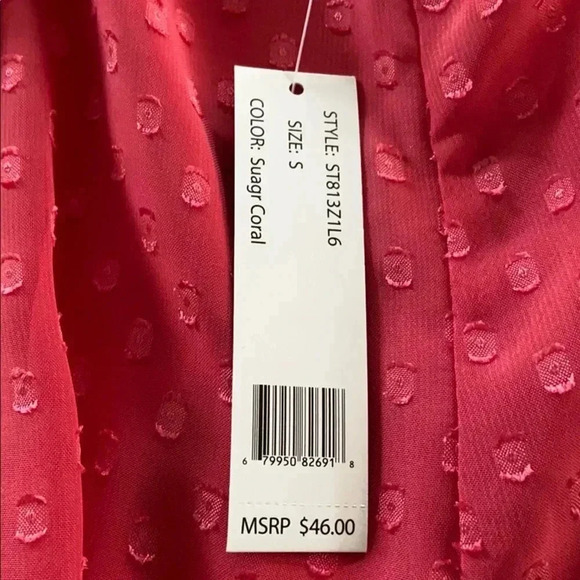 STYLE: ST813Z1L6
SIZE: S
COLOR: Suagr Coral
6 79950 82691 8
MSRP $46.00